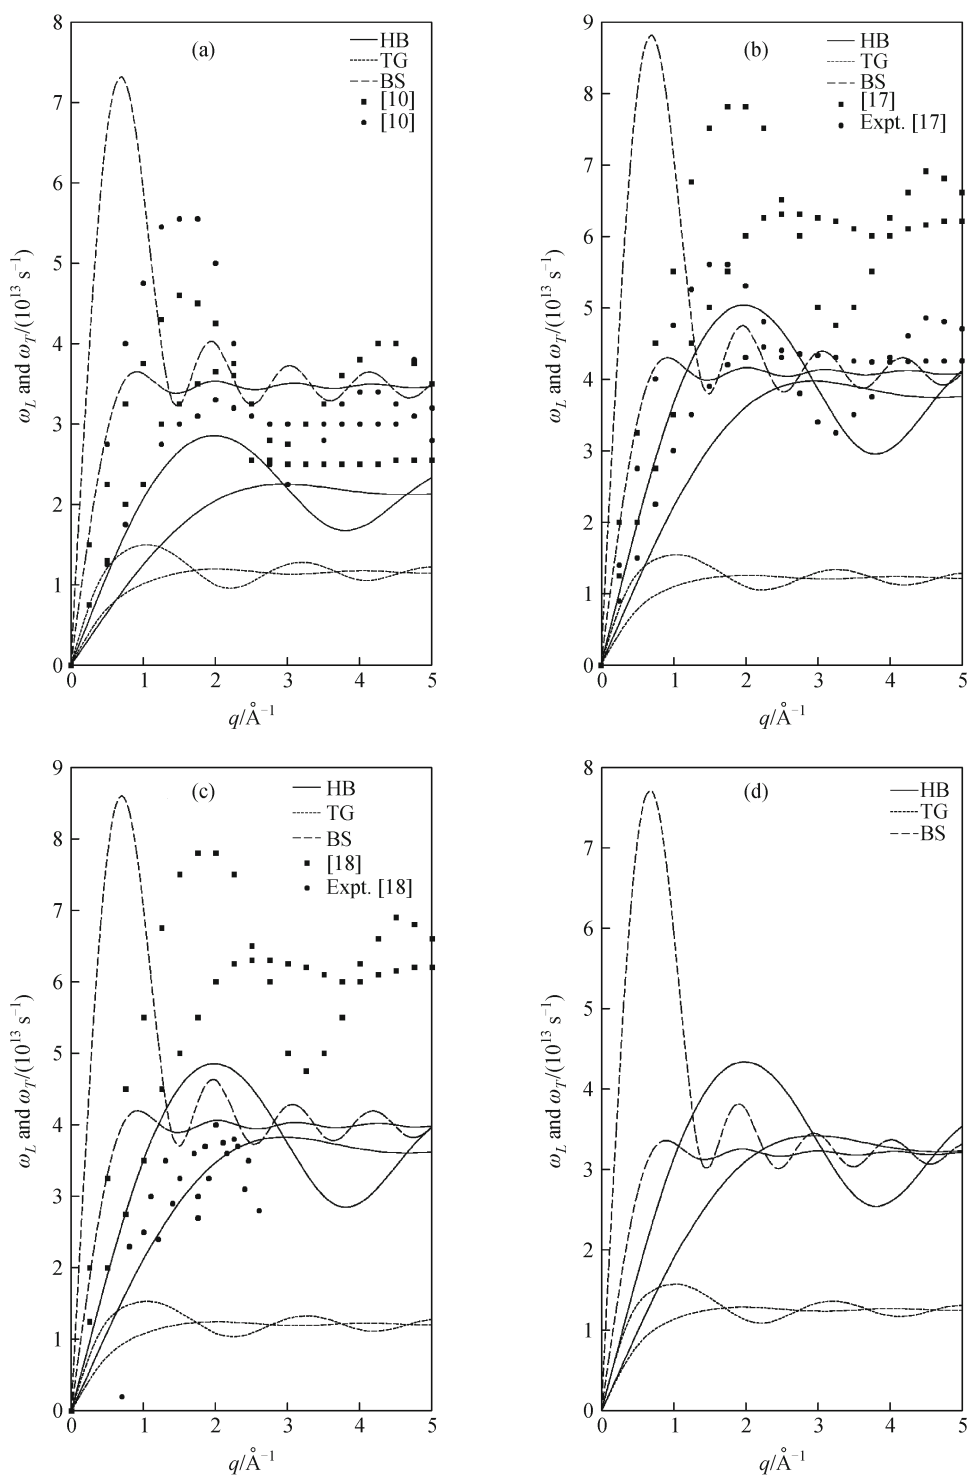 (a)
HB
TG
BS
[10]
[10]
8
7
6
5
4
3
2
1
0
ω_L and ω_T/(10^13 s^−1)
0 1 2 3 4 5
q/Å^−1
(b)
HB
TG
BS
[17]
Expt. [17]
9
8
7
6
5
4
3
2
1
0
ω_L and ω_T/(10^13 s^−1)
0 1 2 3 4 5
q/Å^−1
(c)
HB
TG
BS
[18]
Expt. [18]
9
8
7
6
5
4
3
2
1
0
ω_L and ω_T/(10^13 s^−1)
0 1 2 3 4 5
q/Å^−1
(d)
HB
TG
BS
8
7
6
5
4
3
2
1
0
ω_L and ω_T/(10^13 s^−1)
0 1 2 3 4 5
q/Å^−1